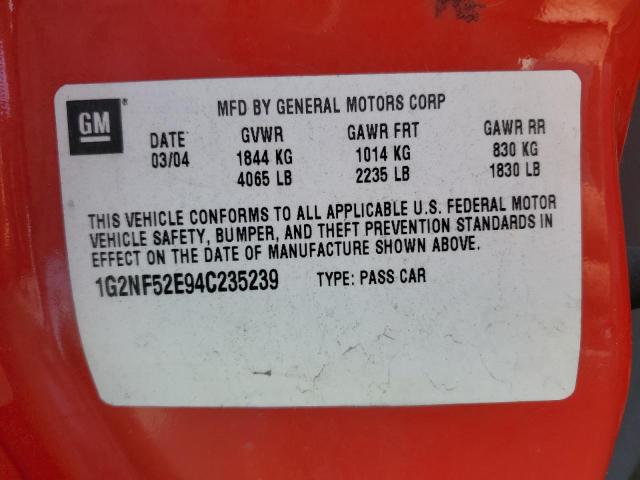 GM®
MFD BY GENERAL MOTORS CORP
DATE GVWR GAWR FRT GAWR RR
03/04 1844 KG 1014 KG 830 KG
4065 LB 2235 LB 1830 LB
THIS VEHICLE CONFORMS TO ALL APPLICABLE U.S. FEDERAL MOTOR
VEHICLE SAFETY, BUMPER, AND THEFT PREVENTION STANDARDS IN
EFFECT ON THE DATE OF MANUFACTURE SHOWN ABOVE.
1G2NF52E94C235239 TYPE: PASS CAR